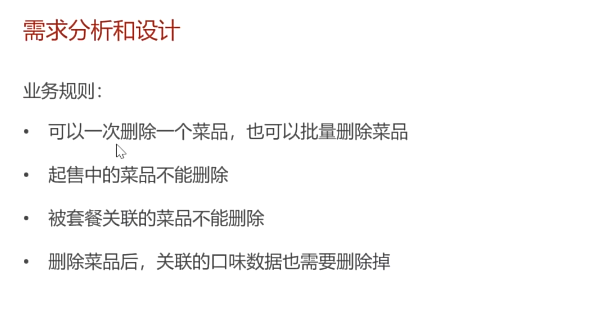 需求分析和设计
业务规则：
• 可以一次删除一个菜品，也可以批量删除菜品
• 起售中的菜品不能删除
• 被套餐关联的菜品不能删除
• 删除菜品后，关联的口味数据也需要删除掉